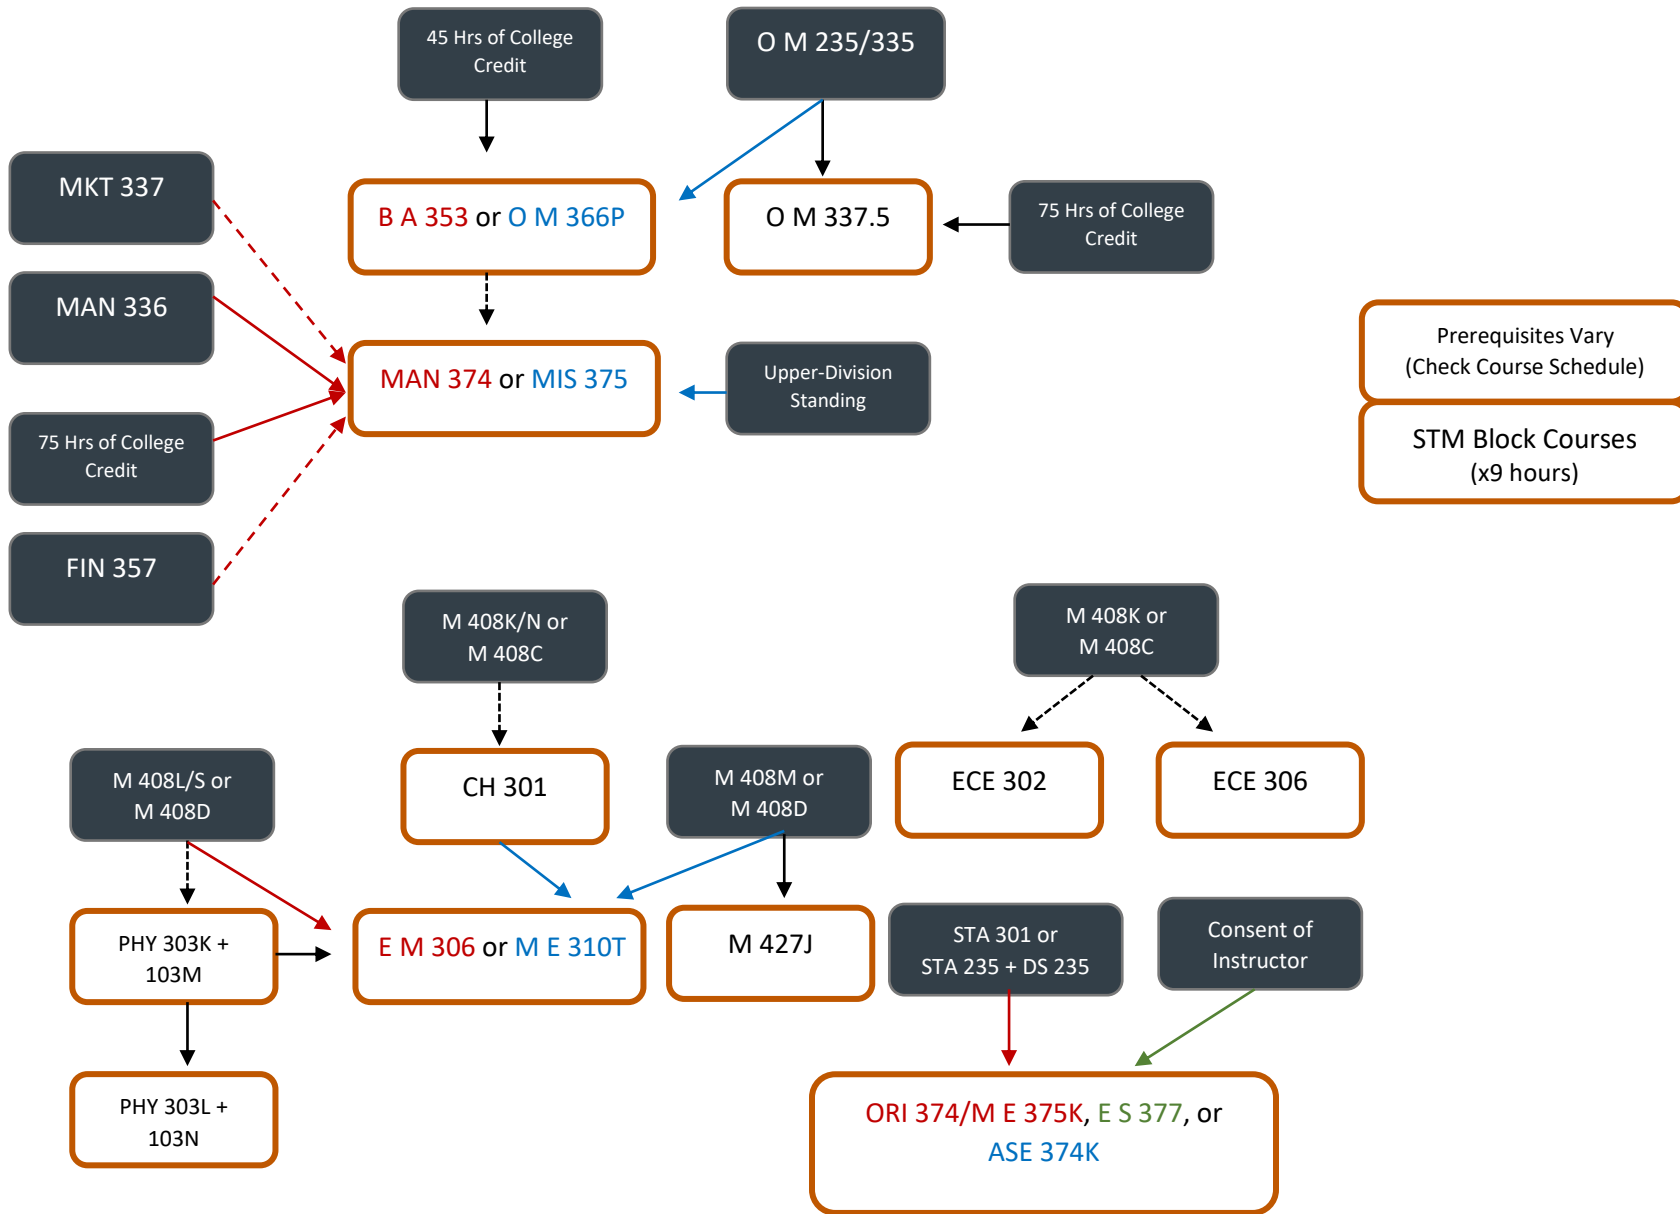 45 Hrs of College
Credit
O M 235/335
MKT 337
B A 353 or O M 366P
O M 337.5
75 Hrs of College
Credit
MAN 336
Prerequisites Vary
(Check Course Schedule)
MAN 374 or MIS 375
Upper-Division
Standing
75 Hrs of College
Credit
STM Block Courses
(x9 hours)
FIN 357
M 408K/N or
M 408C
M 408K or
M 408C
M 408L/S or
M 408D
CH 301
M 408M or
M 408D
ECE 302
ECE 306
PHY 303K +
103M
E M 306 or M E 310T
M 427J
STA 301 or
STA 235 + DS 235
Consent of
Instructor
PHY 303L +
103N
ORI 374/M E 375K, E S 377, or
ASE 374K